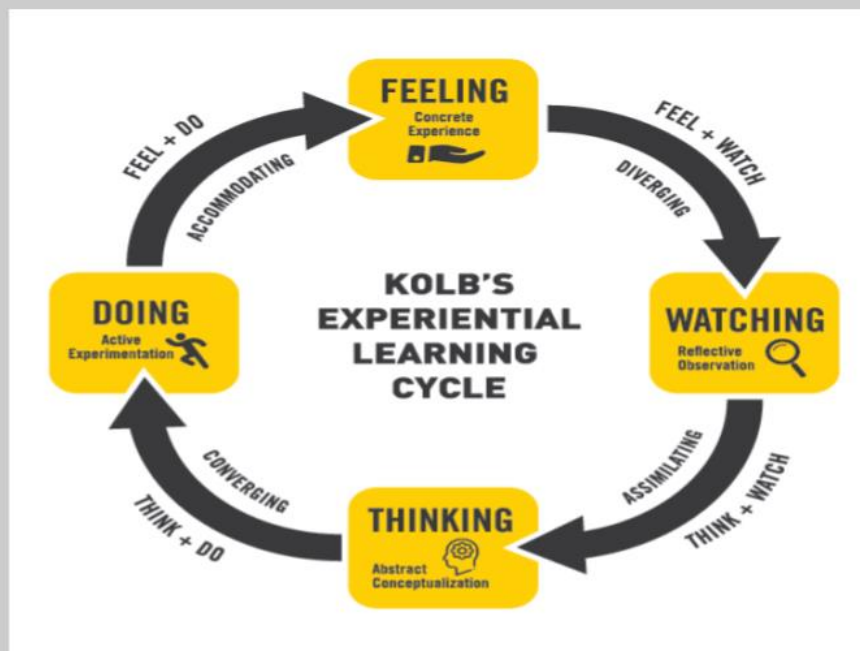 FEELING
Concrete
Experience
FEEL + WATCH
DIVERGING
WATCHING
Reflective
Observation
ASSIMILATING
THINK + WATCH
THINKING
Abstract
Conceptualization
CONVERGING
THINK + DO
DOING
Active
Experimentation
FEEL + DO
ACCOMMODATING
KOLB'S
EXPERIENTIAL
LEARNING
CYCLE